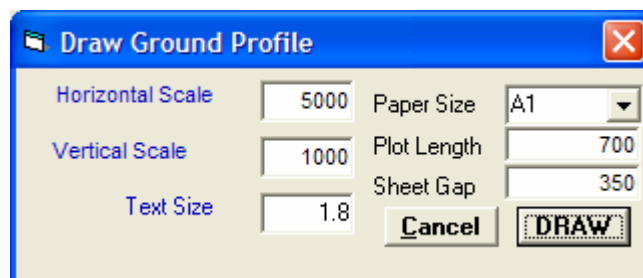 Draw Ground Profile
Horizontal Scale 5000 Paper Size A1
Vertical Scale 1000 Plot Length 700
Text Size 1.8 Sheet Gap 350
Cancel DRAW